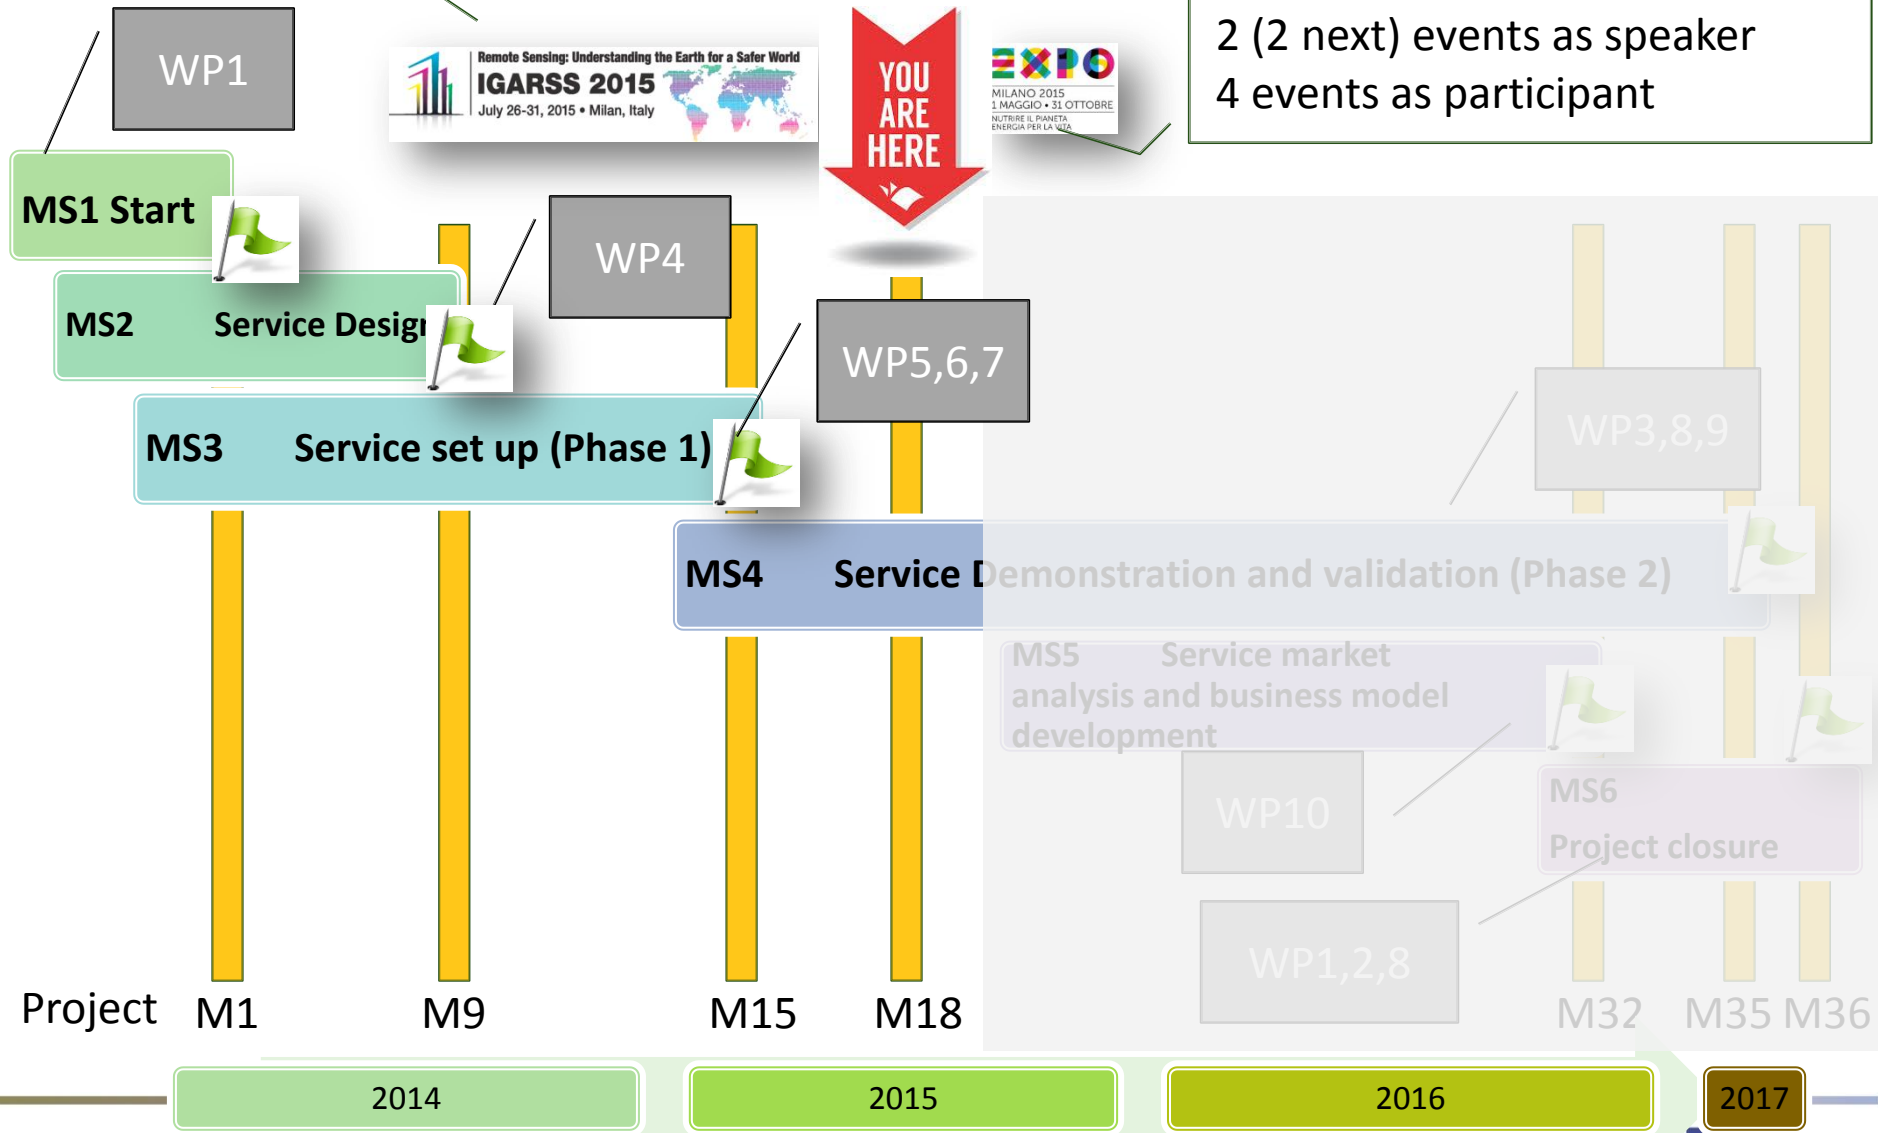 2 (2 next) events as speaker
4 events as participant
WP1
Remote Sensing: Understanding the Earth for a Safer World
IGARSS 2015
July 26-31, 2015 • Milan, Italy
YOU
ARE
HERE
EXPO
MILANO 2015
1 MAGGIO • 31 OTTOBRE
NUTRIRE IL PIANETA
ENERGIA PER LA VITA
MS1 Start
WP4
MS2 Service Design
WP5,6,7
WP3,8,9
MS3 Service set up (Phase 1)
MS4 Service Demonstration and validation (Phase 2)
MS5 Service market
analysis and business model
development
WP10
MS6
Project closure
WP1,2,8
Project M1 M9 M15 M18 M32 M35 M36
2014 2015 2016 2017